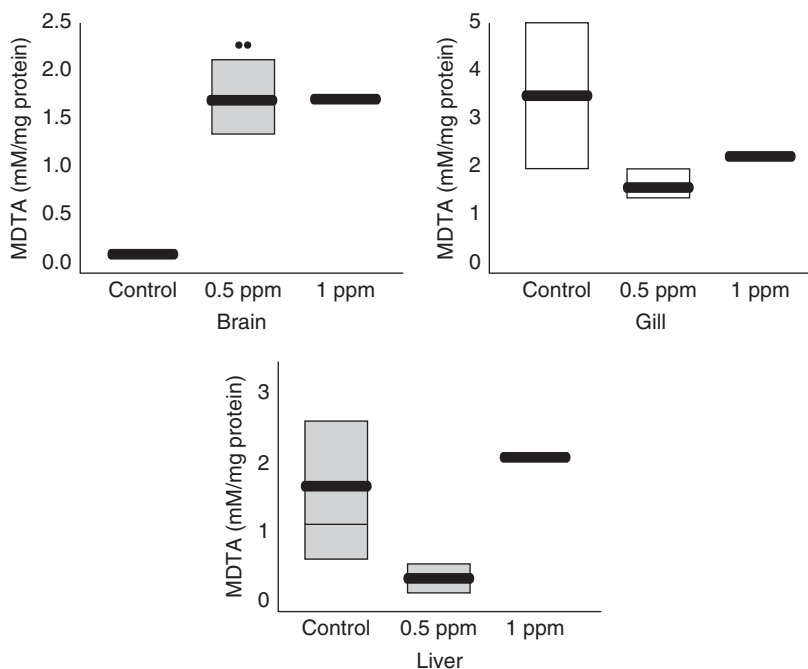 MDTA (mM/mg protein)
2.5
2.0
1.5
1.0
0.5
0.0
Control 0.5 ppm 1 ppm
Brain
MDTA (mM/mg protein)
5
4
3
2
1
0
Control 0.5 ppm 1 ppm
Gill
MDTA (mM/mg protein)
3
2
1
0
Control 0.5 ppm 1 ppm
Liver